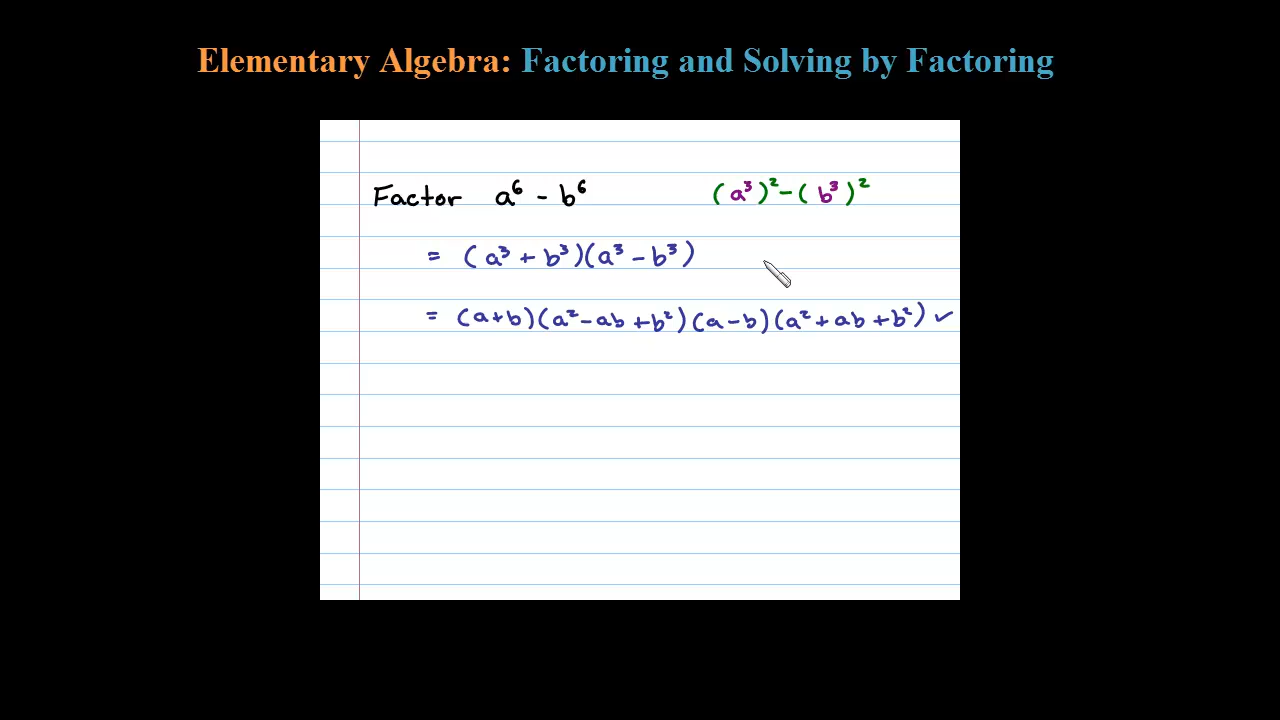 Elementary Algebra: Factoring and Solving by Factoring
Factor a⁶ - b⁶ (a³)² - (b³)²
= (a³ + b³)(a³ - b³)
= (a+b)(a² - ab + b²)(a - b)(a² + ab + b²) ✓